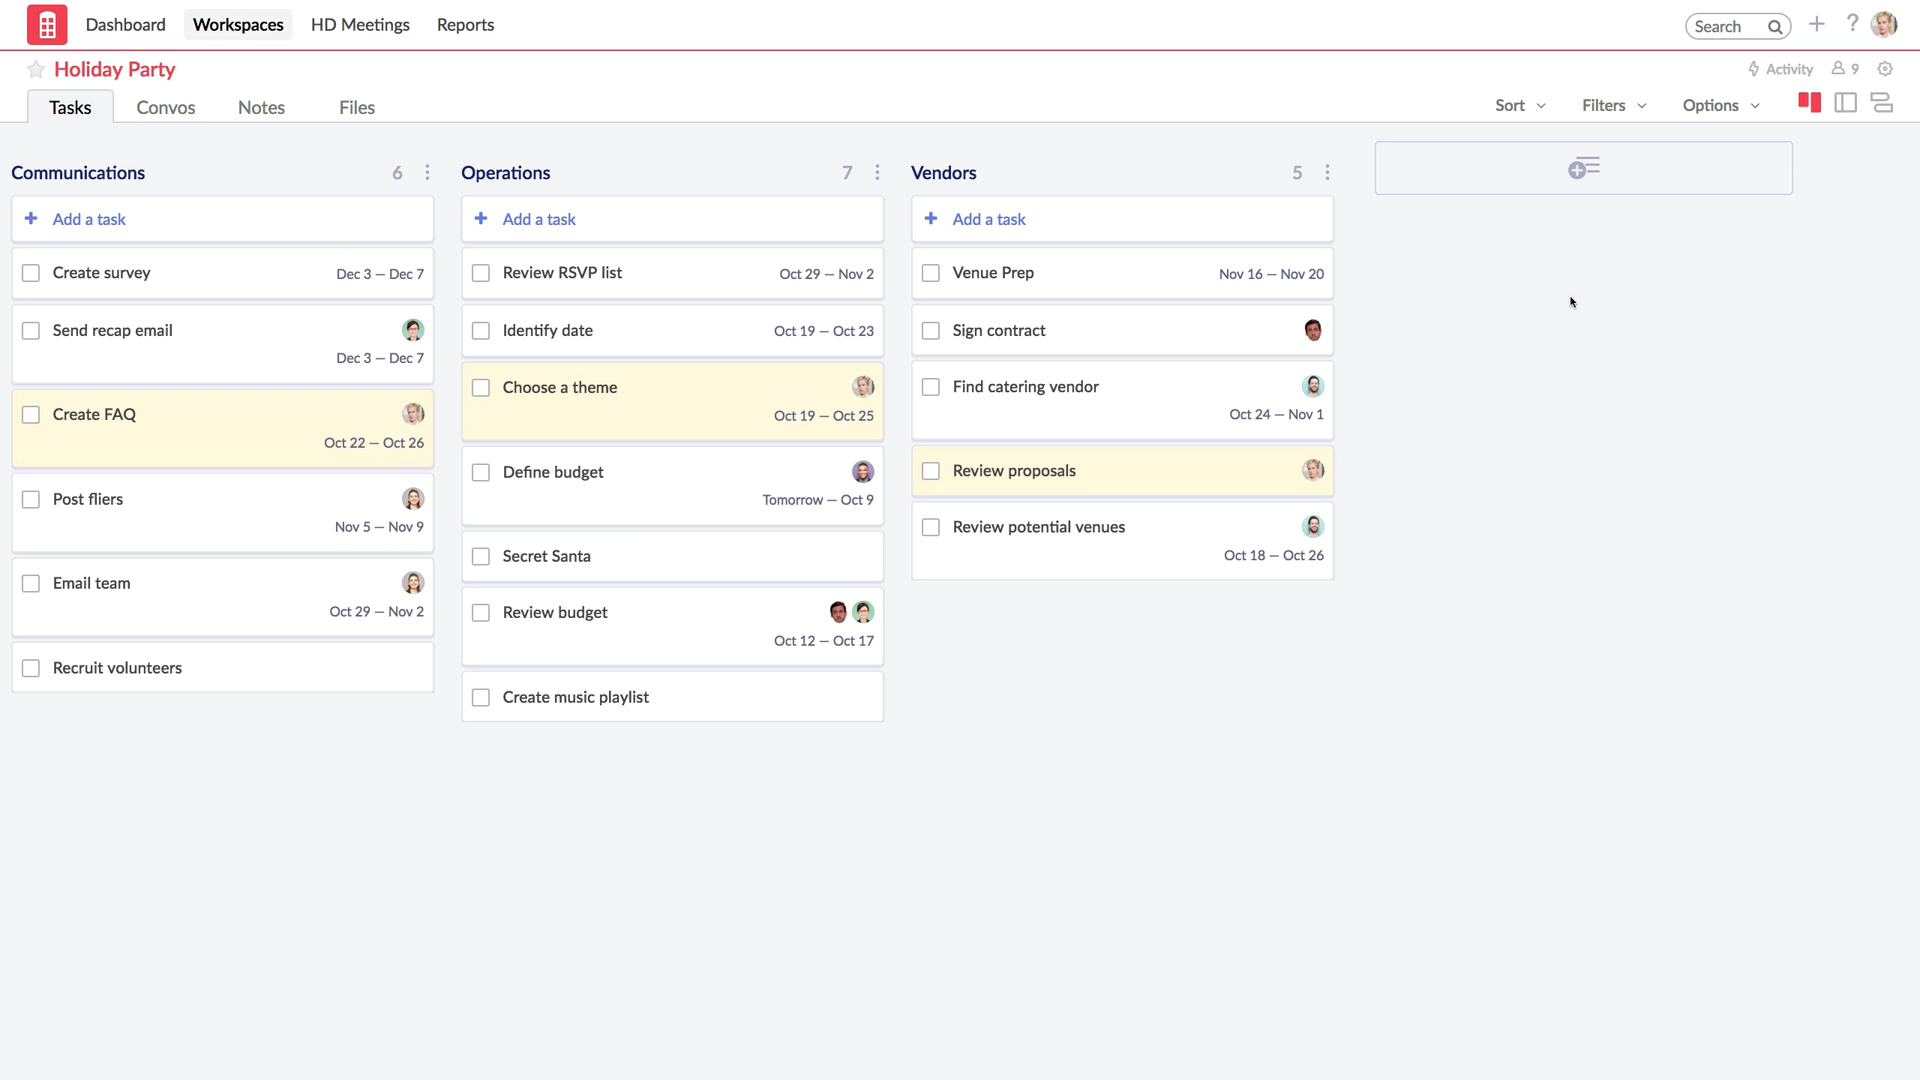 Dashboard Workspaces HD Meetings Reports Search
Holiday Party Activity 9
Tasks Convos Notes Files Sort Filters Options
Communications 6
Add a task
Create survey Dec 3 – Dec 7
Send recap email
Dec 3 – Dec 7
Create FAQ
Oct 22 – Oct 26
Post fliers
Nov 5 – Nov 9
Email team
Oct 29 – Nov 2
Recruit volunteers
Operations 7
Add a task
Review RSVP list Oct 29 – Nov 2
Identify date Oct 19 – Oct 23
Choose a theme
Oct 19 – Oct 25
Define budget
Tomorrow – Oct 9
Secret Santa
Review budget
Oct 12 – Oct 17
Create music playlist
Vendors 5
Add a task
Venue Prep Nov 16 – Nov 20
Sign contract
Find catering vendor
Oct 24 – Nov 1
Review proposals
Review potential venues
Oct 18 – Oct 26